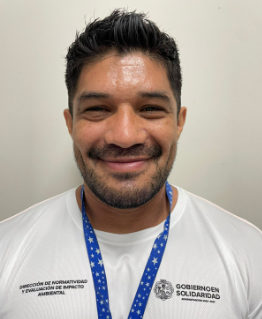 DIRECCIÓN DE NORMATIVIDAD
Y EVALUACIÓN DE IMPACTO
AMBIENTAL
GOBIERNO EN
SOLIDARIDAD